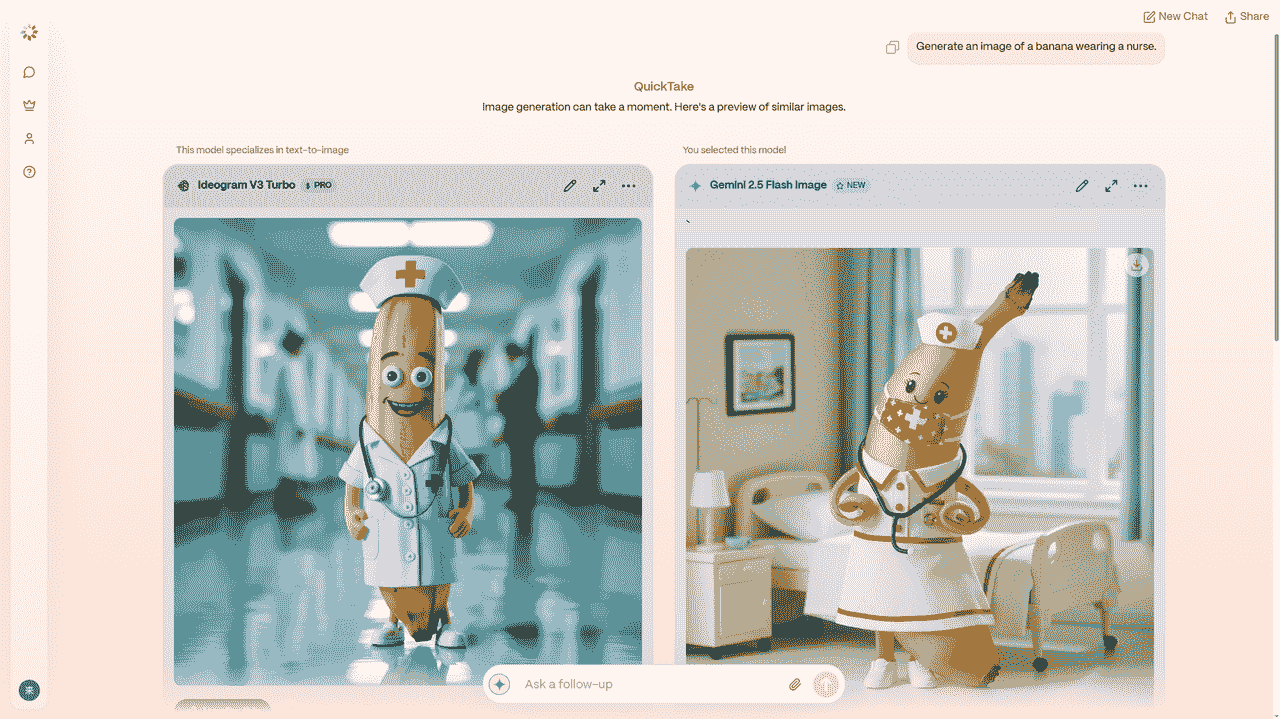 New Chat
Share
Generate an image of a banana wearing a nurse.
QuickTake
Image generation can take a moment. Here's a preview of similar images.
This model specializes in text-to-image
Ideogram V3 Turbo
PRO
You selected this model
Gemini 2.5 Flash Image
NEW
`
Ask a follow-up